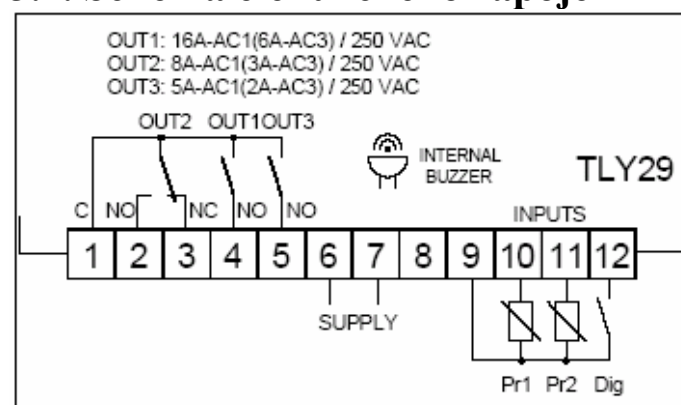 OUT1: 16A-AC1(6A-AC3) / 250 VAC
OUT2: 8A-AC1(3A-AC3) / 250 VAC
OUT3: 5A-AC1(2A-AC3) / 250 VAC
OUT2 OUT1OUT3
INTERNAL
BUZZER
TLY29
C NO NC NO NO
INPUTS
1 2 3 4 5 6 7 8 9 10 11 12
SUPPLY
Pr1 Pr2 Dig